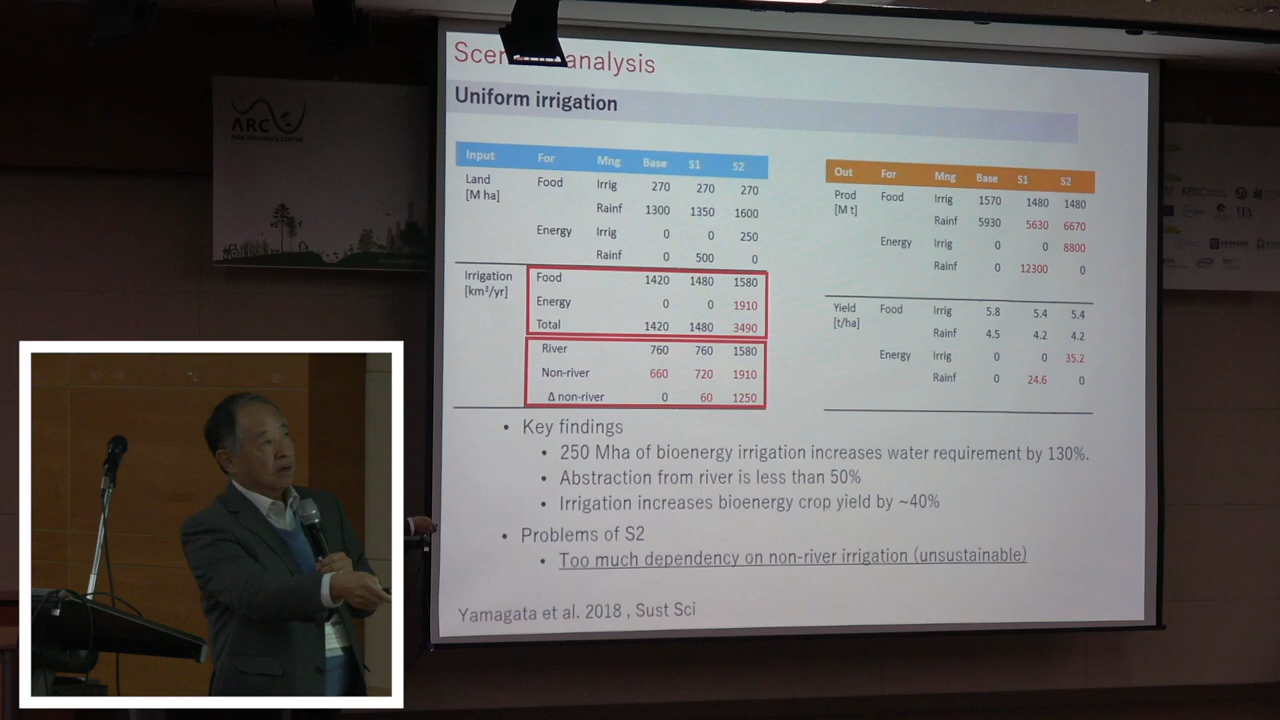 analysis
Uniform irrigation
ARC
Input For Mng Base S1 S2
Land Food Irrig 270 270 270
[M ha] Rainf 1300 1350 1600
Energy Irrig 0 0 250
Rainf 0 500 0
Irrigation Food 1420 1480 1580
[km³/yr] Energy 0 0 1910
Total 1420 1480 3490
River 760 760 1580
Non-river 660 720 1910
Δ non-river 0 60 1250
Out For Mng Base S1 S2
Prod Food Irrig 1570 1480 1480
[M t] Rainf 5930 5630 6670
Energy Irrig 0 0 8800
Rainf 0 12300 0
Yield Food Irrig 5.8 5.4 5.4
[t/ha] Rainf 4.5 4.2 4.2
Energy Irrig 0 0 35.2
Rainf 0 24.6 0
• Key findings
• 250 Mha of bioenergy irrigation increases water requirement by 130%.
• Abstraction from river is less than 50%
• Irrigation increases bioenergy crop yield by ~40%
• Problems of S2
• Too much dependency on non-river irrigation (unsustainable)
Yamagata et al. 2018 , Sust Sci